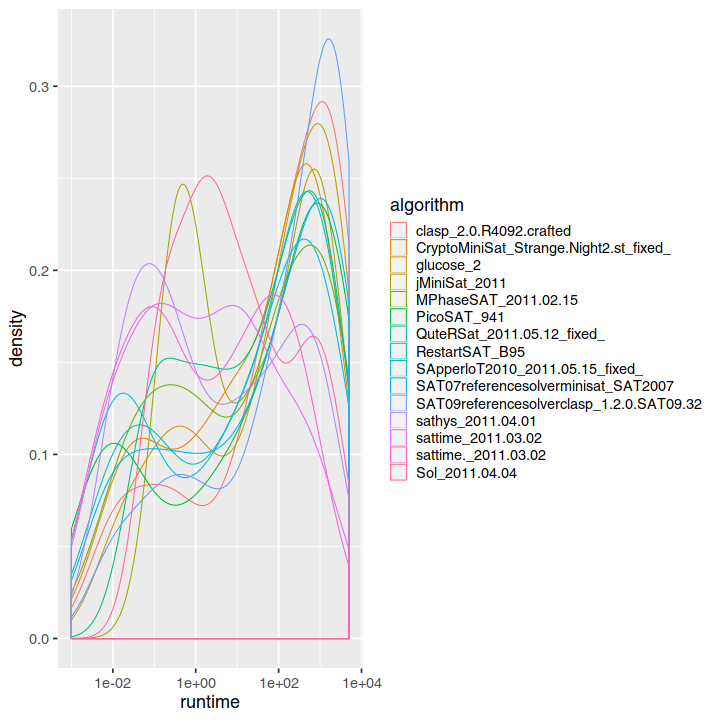 0.3
0.2
0.1
0.0
density
1e-02
1e+00
1e+02
1e+04
runtime
algorithm
clasp_2.0.R4092.crafted
CryptoMiniSat_Strange.Night2.st_fixed_
glucose_2
jMiniSat_2011
MPhaseSAT_2011.02.15
PicoSAT_941
QuteRSat_2011.05.12_fixed_
RestartSAT_B95
SApperloT2010_2011.05.15_fixed_
SAT07referencesolverminisat_SAT2007
SAT09referencesolverclasp_1.2.0.SAT09.32
sathys_2011.04.01
sattime_2011.03.02
sattime._2011.03.02
Sol_2011.04.04